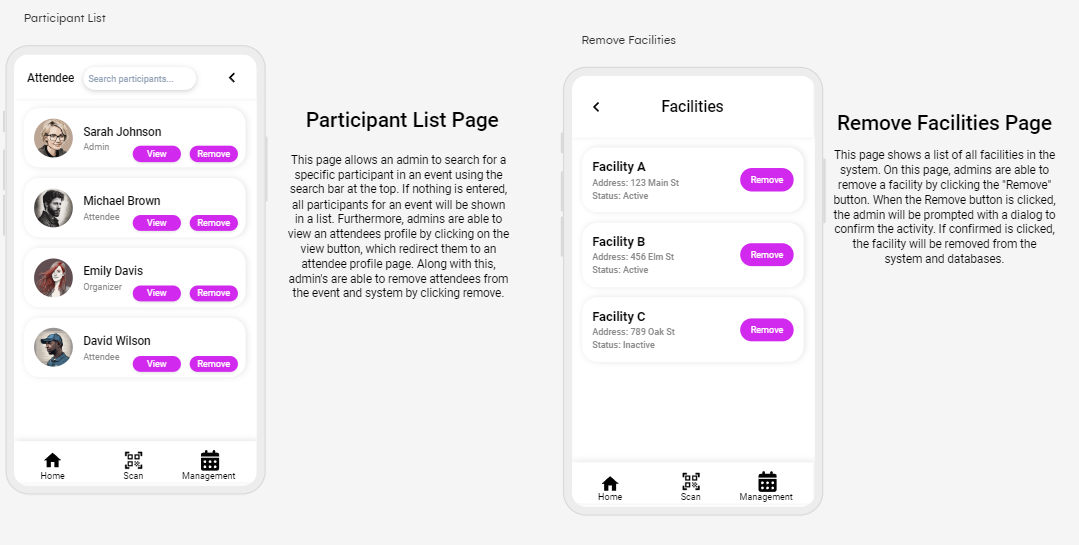 Participant List
Attendee
Search participants...
Sarah Johnson
Admin
View
Remove
Michael Brown
Attendee
View
Remove
Emily Davis
Organizer
View
Remove
David Wilson
Attendee
View
Remove
Home
Scan
Management
Participant List Page
This page allows an admin to search for a
specific participant in an event using the
search bar at the top. If nothing is entered,
all participants for an event will be shown
in a list. Furthermore, admins are able to
view an attendees profile by clicking on the
view button, which redirect them to an
attendee profile page. Along with this,
admin's are able to remove attendees from
the event and system by clicking remove.
Remove Facilities
Facilities
Facility A
Address: 123 Main St
Status: Active
Remove
Facility B
Address: 456 Elm St
Status: Active
Remove
Facility C
Address: 789 Oak St
Status: Inactive
Remove
Home
Scan
Management
Remove Facilities Page
This page shows a list of all facilities in the
system. On this page, admins are able to
remove a facility by clicking the "Remove"
button. When the Remove button is clicked,
the admin will be prompted with a dialog to
confirm the activity. If confirmed is clicked,
the facility will be removed from the
system and databases.